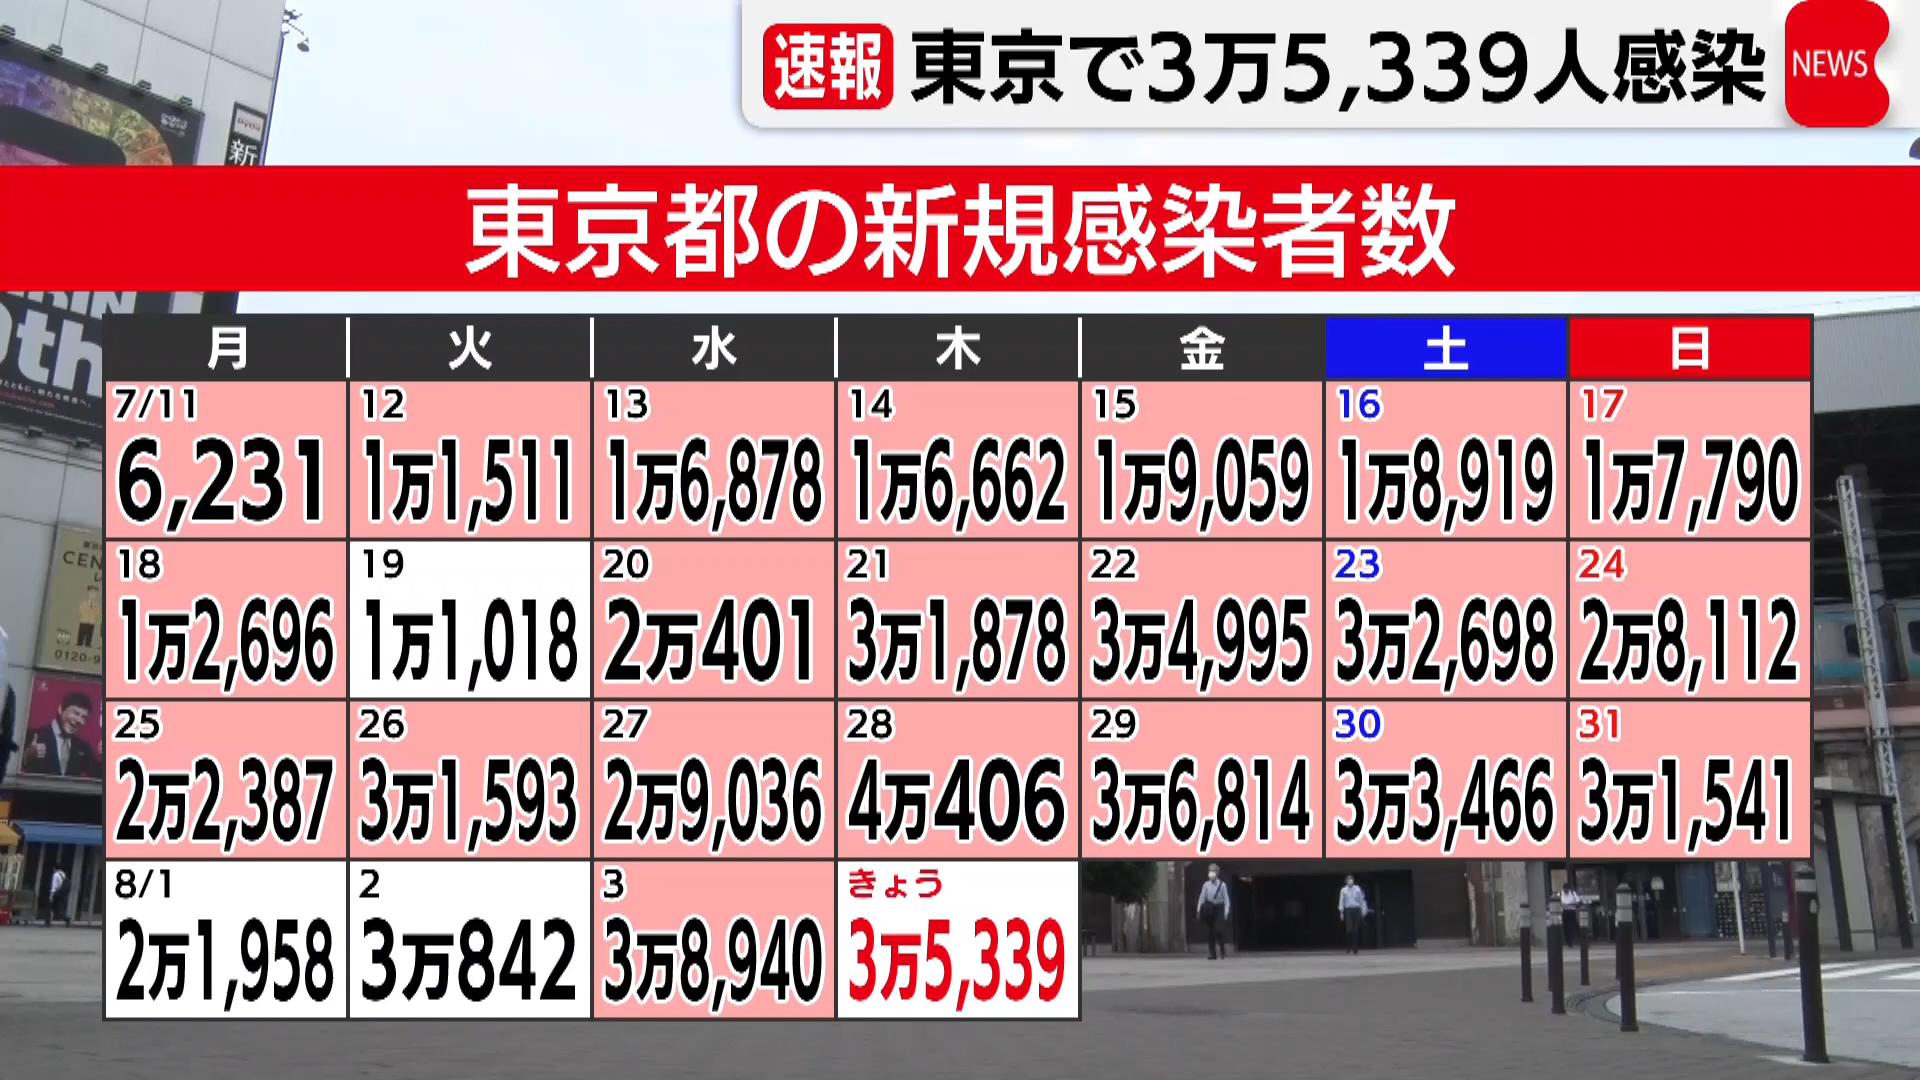 速報 東京で3万5,339人感染 NEWS
東京都の新規感染者数
月 火 水 木 金 土 日
7/11 12 13 14 15 16 17
6,231 1万1,511 1万6,878 1万6,662 1万9,059 1万8,919 1万7,790
18 19 20 21 22 23 24
1万2,696 1万1,018 2万401 3万1,878 3万4,995 3万2,698 2万8,112
25 26 27 28 29 30 31
2万2,387 3万1,593 2万9,036 4万406 3万6,814 3万3,466 3万1,541
8/1 2 3 きょう
2万1,958 3万842 3万8,940 3万5,339
新
0th
CEN
0120-9